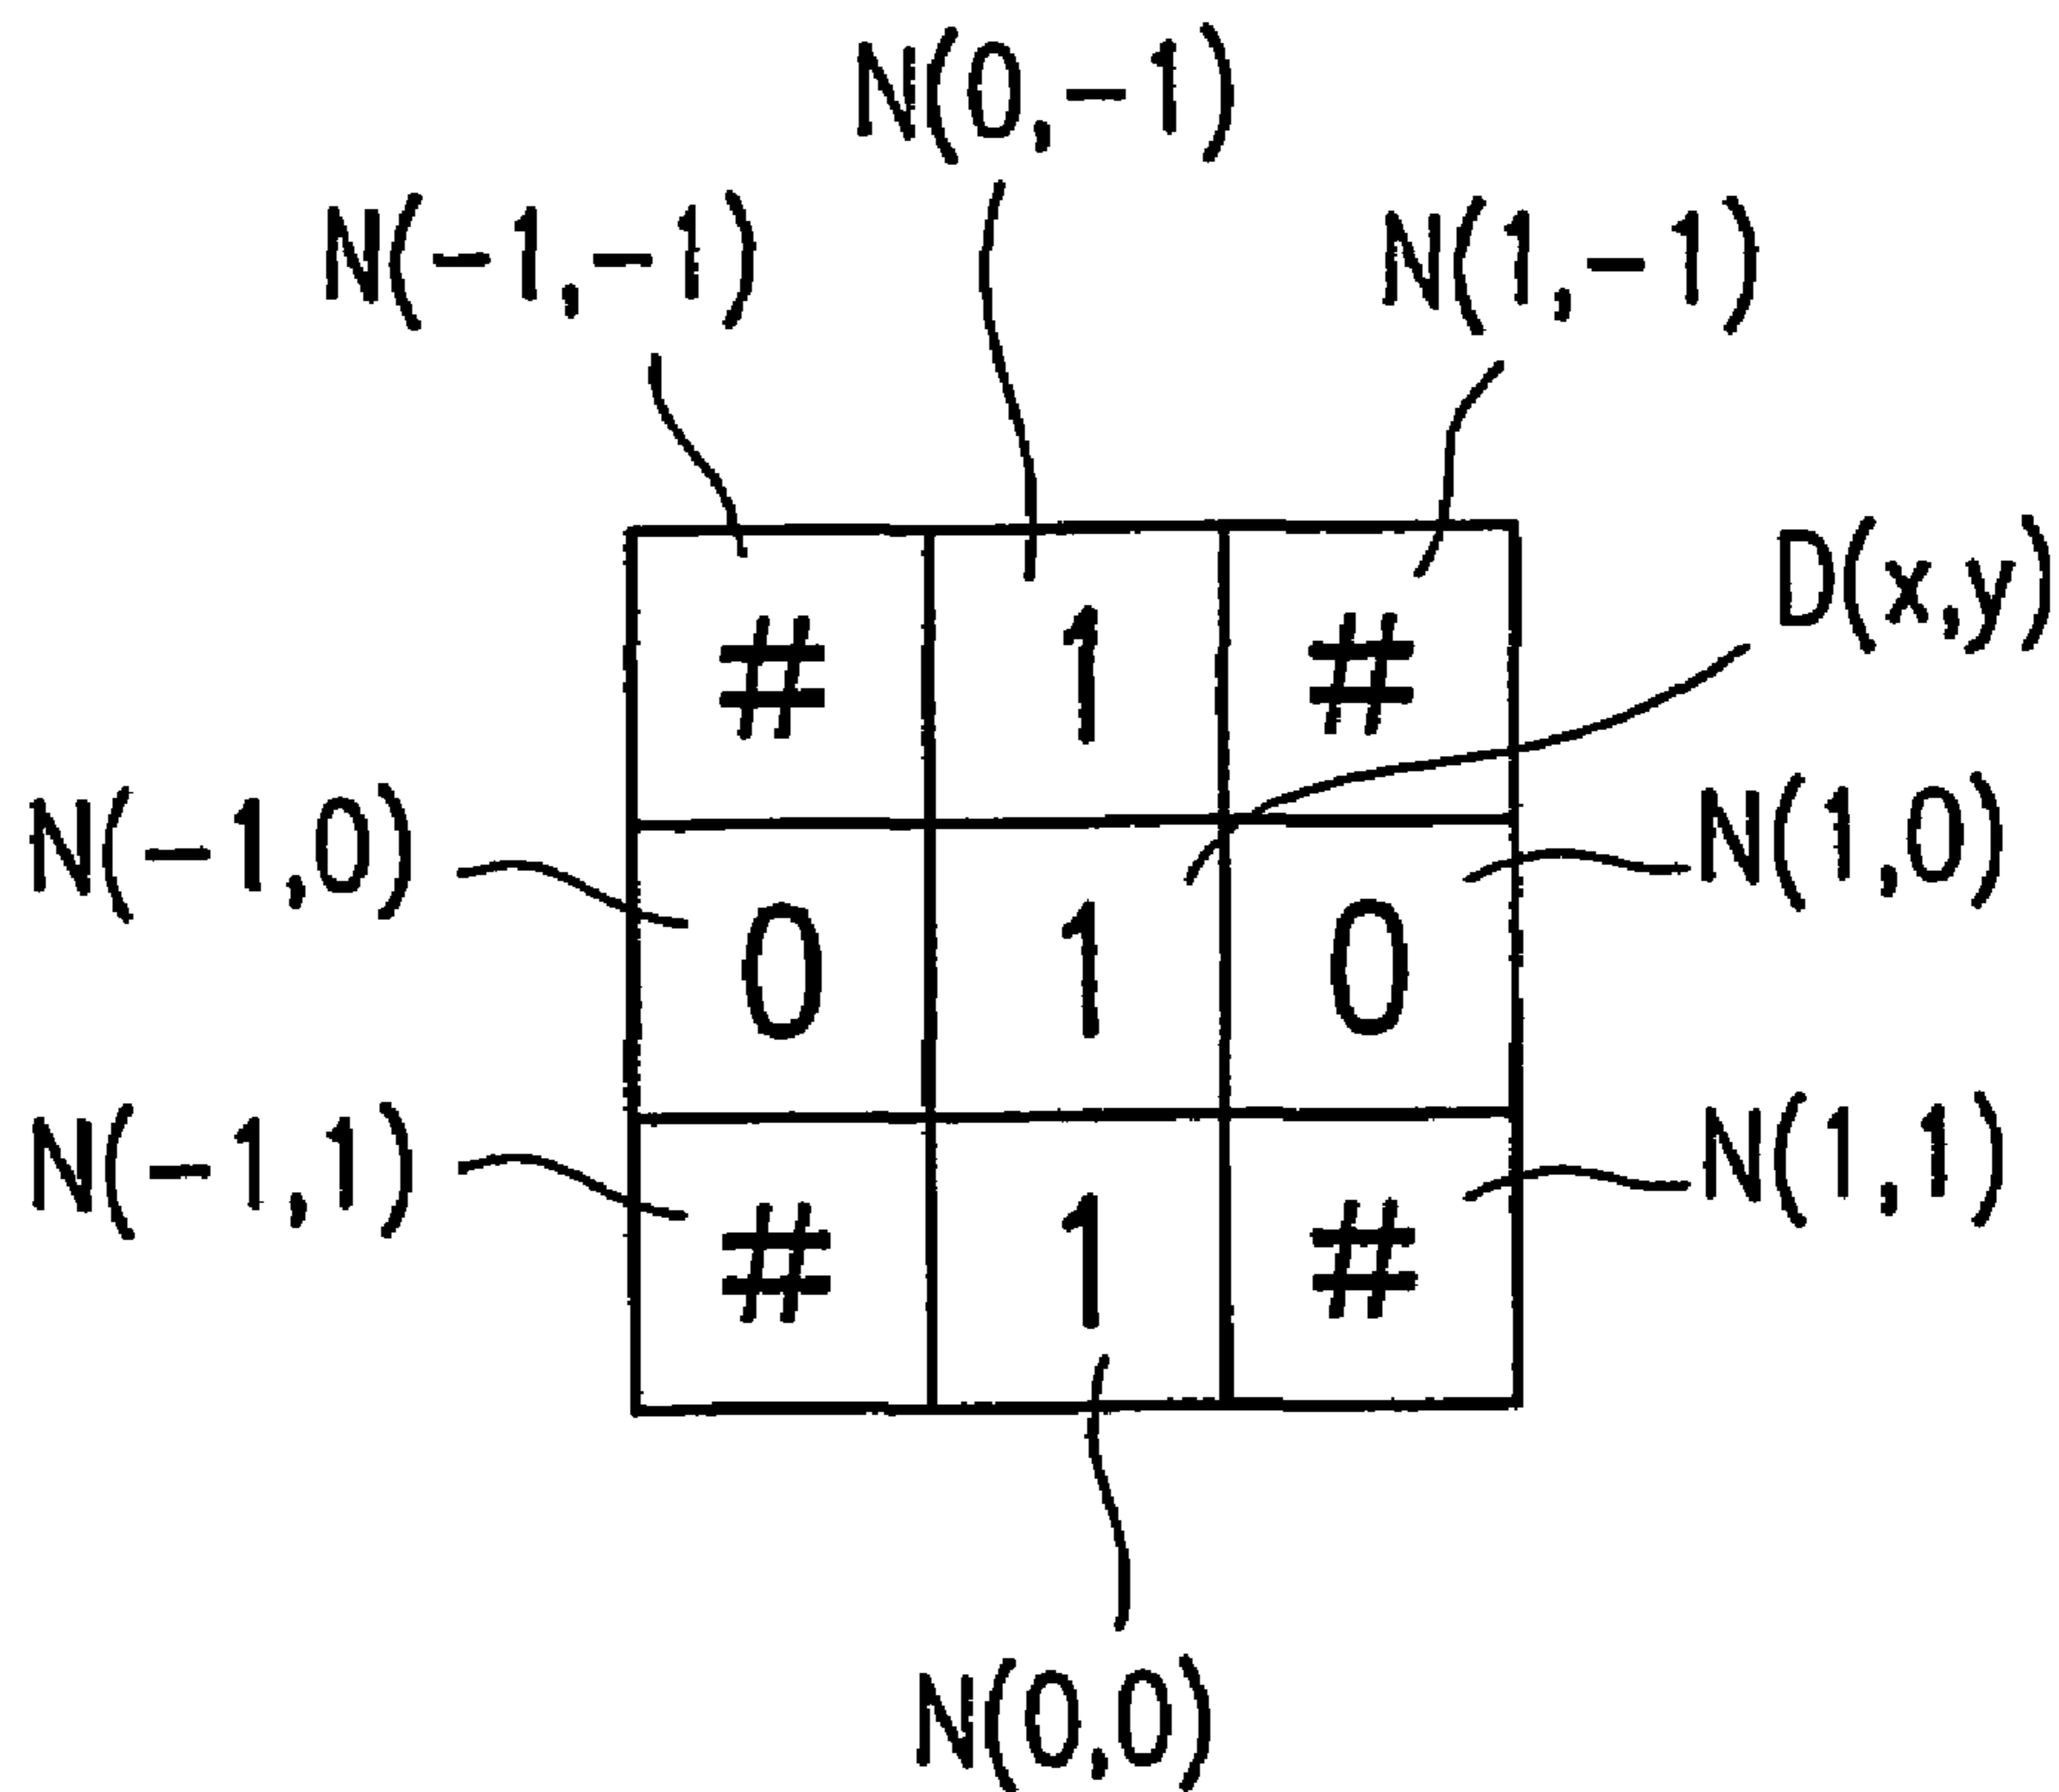 N(0,-1)
N(-1,-1)
N(1,-1)
D(x,y)
# 1 #
N(-1,0)
N(1,0)
0 1 0
N(-1,1)
N(1,1)
# 1 #
N(0,0)